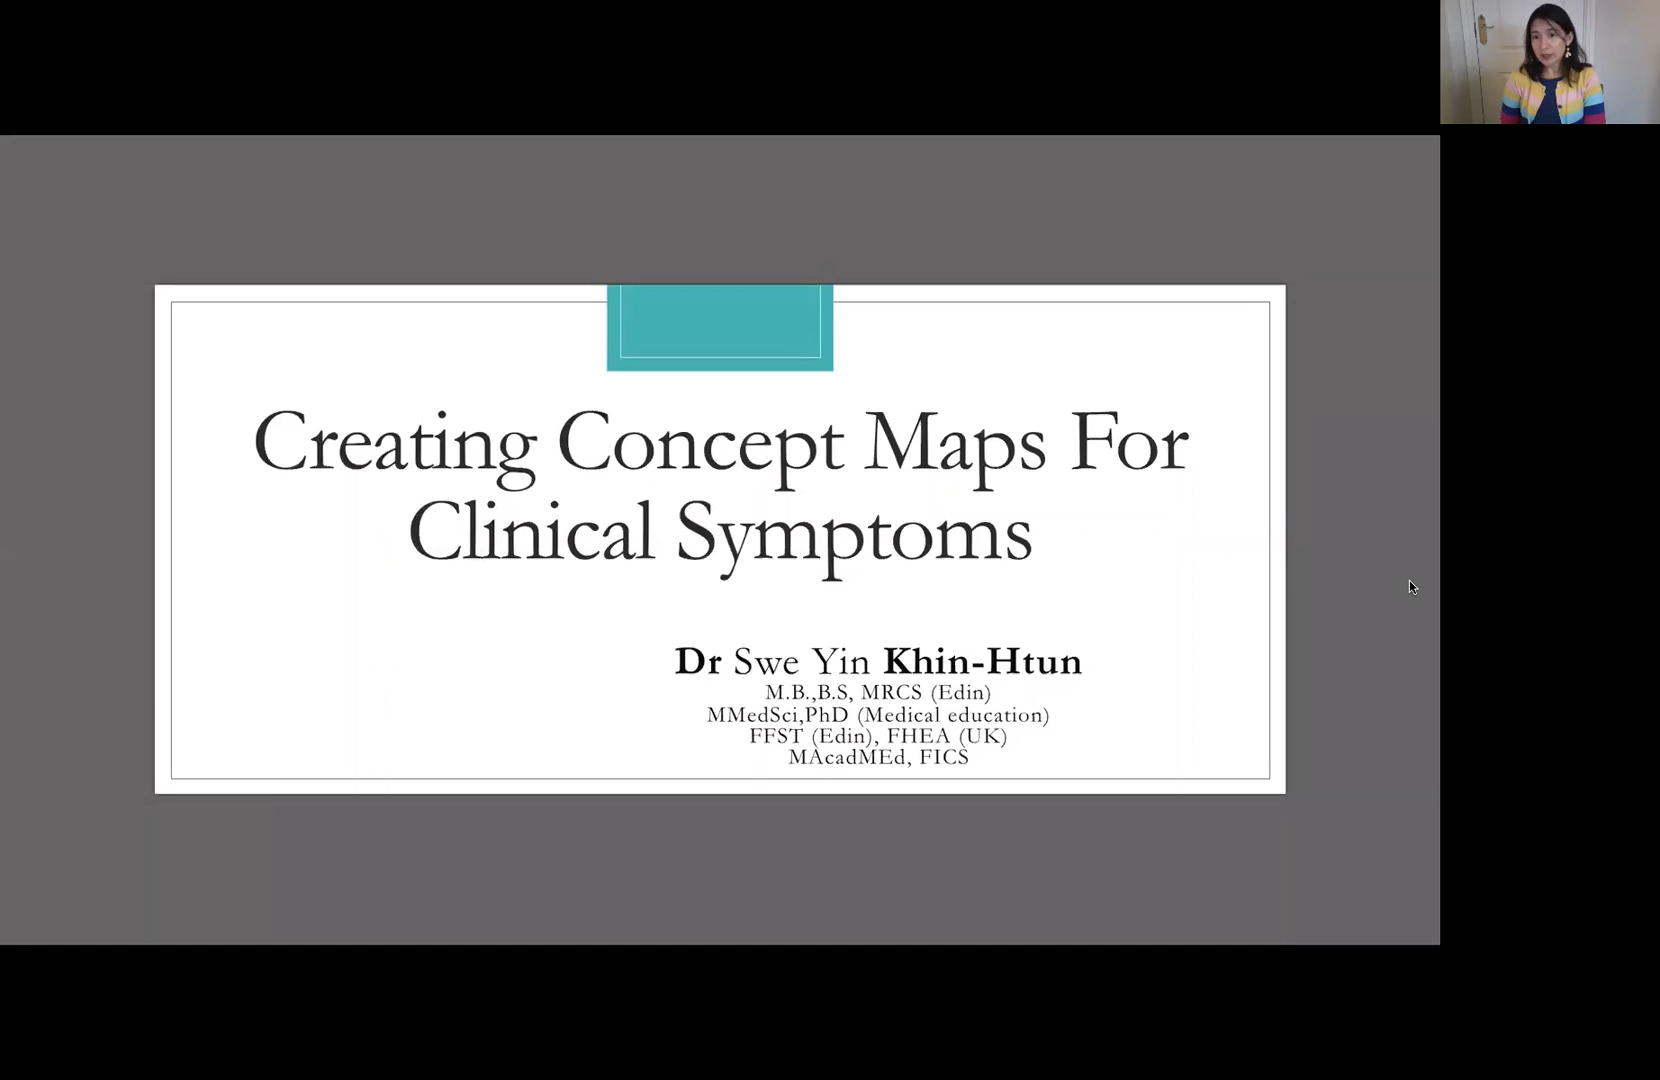 Creating Concept Maps For
Clinical Symptoms
Dr Swe Yin Khin-Htun
M.B.,B.S, MRCS (Edin)
MMedSci,PhD (Medical education)
FFST (Edin), FHEA (UK)
MAcadMEd, FICS